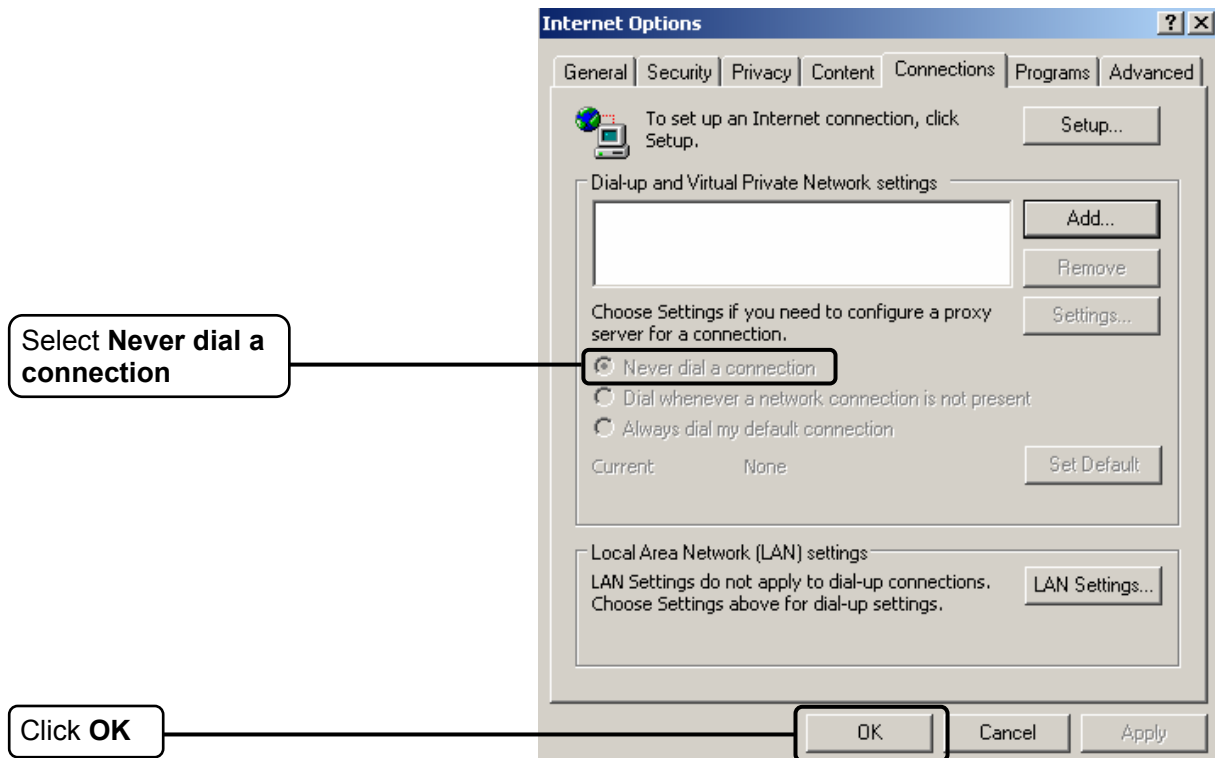 Internet Options
General Security Privacy Content Connections Programs Advanced
To set up an Internet connection, click
Setup.
Setup...
Dial-up and Virtual Private Network settings
Add...
Remove
Choose Settings if you need to configure a proxy
server for a connection.
Settings...
Select Never dial a
connection
Never dial a connection
Dial whenever a network connection is not present
Always dial my default connection
Current None
Set Default
Local Area Network (LAN) settings
LAN Settings do not apply to dial-up connections.
Choose Settings above for dial-up settings.
LAN Settings...
Click OK
OK Cancel Apply